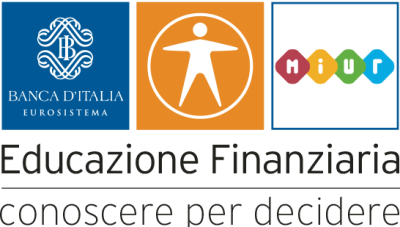 BANCA D'ITALIA
EUROSISTEMA
MiUr
Educazione Finanziaria
conoscere per decidere